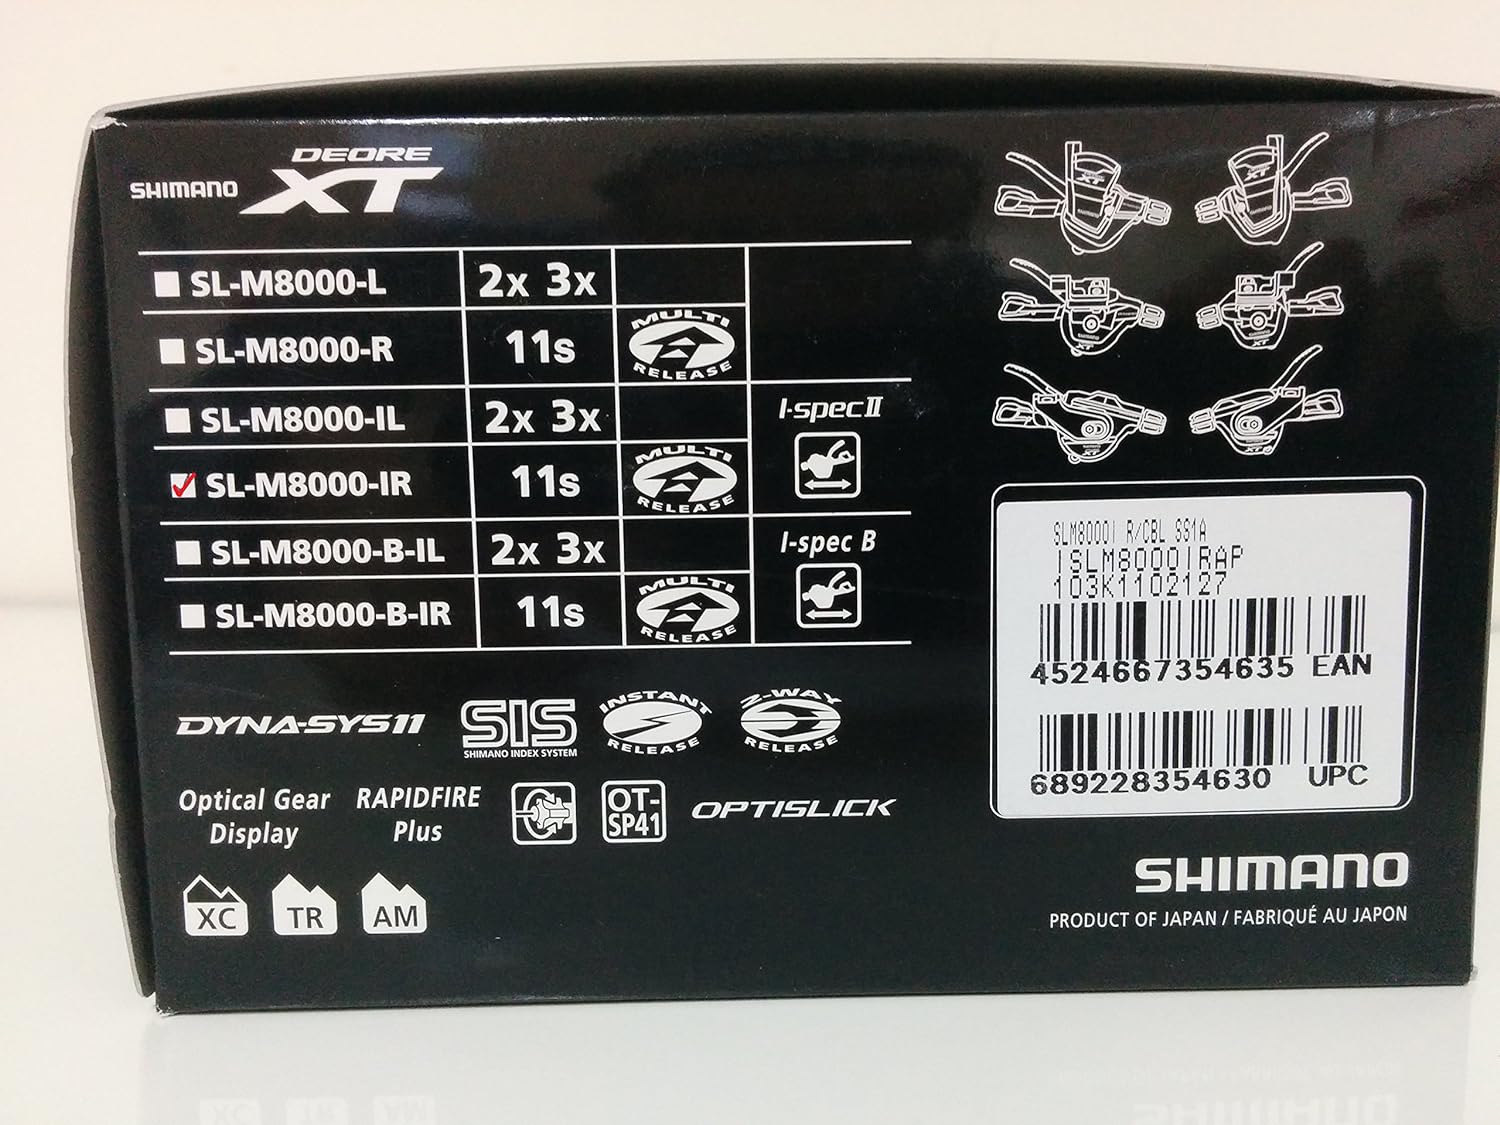 DEORE
SHIMANO XT
SL-M8000-L 2x 3x
SL-M8000-R 11s MULTI RELEASE
SL-M8000-IL 2x 3x I-spec II
SL-M8000-IR 11s MULTI RELEASE
SL-M8000-B-IL 2x 3x I-spec B
SL-M8000-B-IR 11s MULTI RELEASE
DYNA-SYS11 SIS INSTANT RELEASE 2-WAY RELEASE
SHIMANO INDEX SYSTEM
Optical Gear Display
RAPIDFIRE Plus
OT-SP41
OPTISLICK
XC TR AM
SLM8000I R/CBL SS1A
ISLM8000IRAP
103K1102127
4524667354635 EAN
689228354630 UPC
SHIMANO
PRODUCT OF JAPAN / FABRIQUÉ AU JAPON